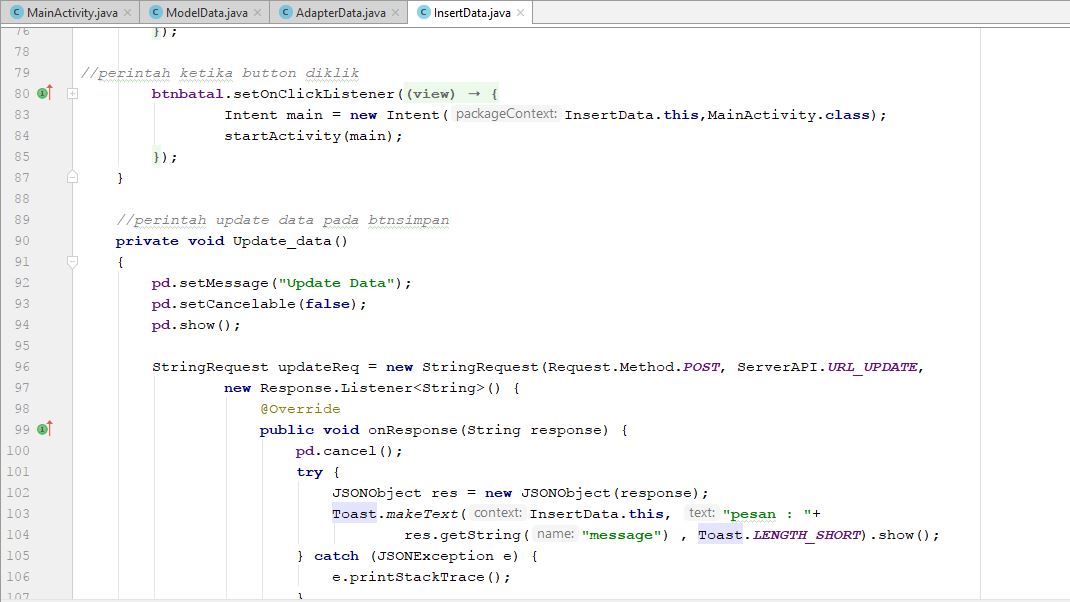 MainActivity.java × ModelData.java × AdapterData.java × InsertData.java ×
76 });
78
79 //perintah ketika button diklik
80 btnbatal.setOnClickListener((view) → {
83 Intent main = new Intent( packageContext: InsertData.this,MainActivity.class);
84 startActivity(main);
85 });
87 }
88
89 //perintah update data pada btnsimpan
90 private void Update_data()
91 {
92 pd.setMessage("Update Data");
93 pd.setCancelable(false);
94 pd.show();
95
96 StringRequest updateReq = new StringRequest(Request.Method.POST, ServerAPI.URL_UPDATE,
97 new Response.Listener<String>() {
98 @Override
99 public void onResponse(String response) {
100 pd.cancel();
101 try {
102 JSONObject res = new JSONObject(response);
103 Toast.makeText( context: InsertData.this, text: "pesan : "+
104 res.getString( name: "message") , Toast.LENGTH_SHORT).show();
105 } catch (JSONException e) {
106 e.printStackTrace();
107 }